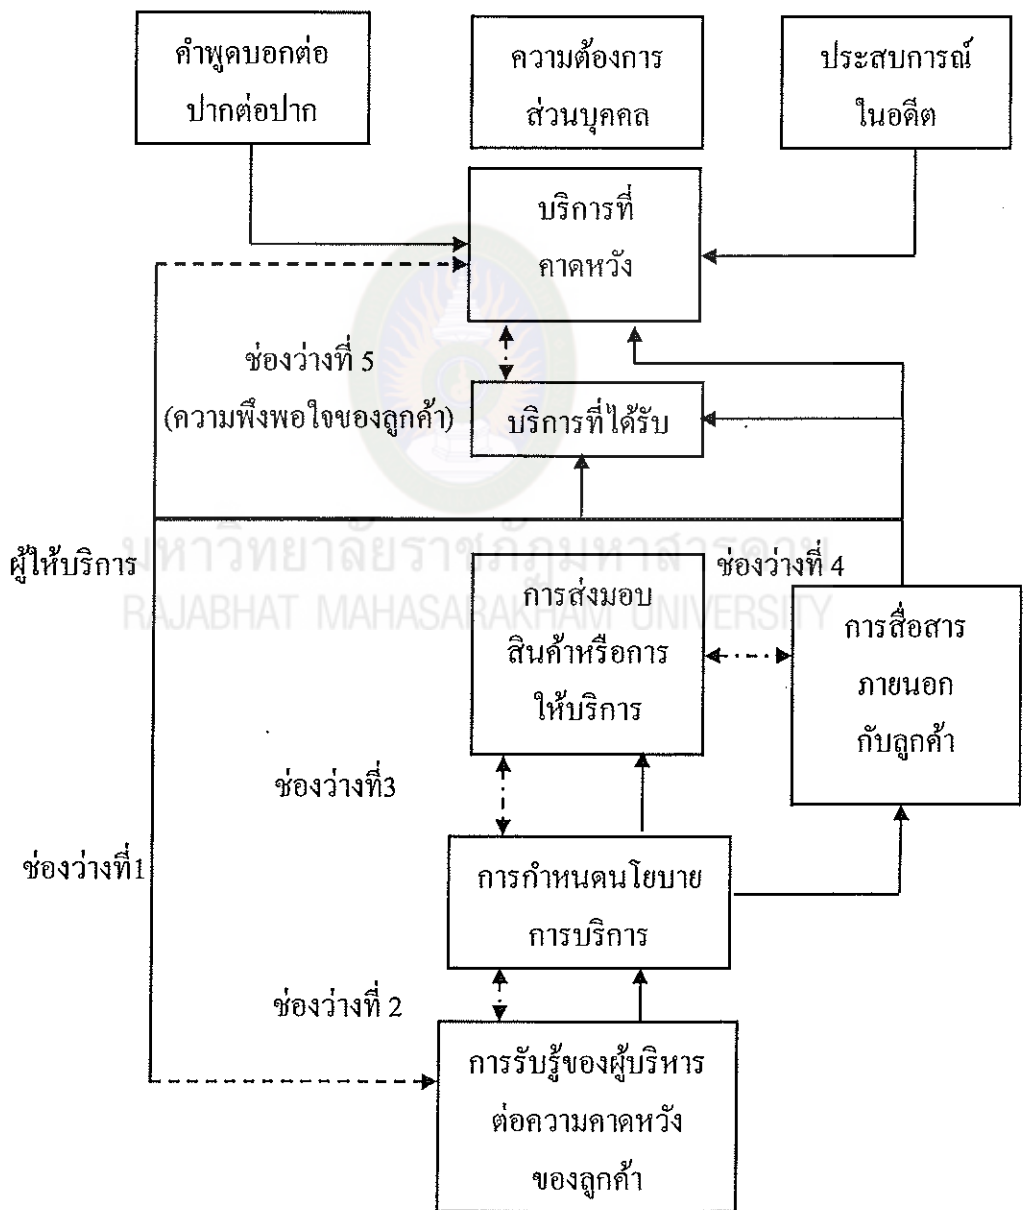 คำพูดบอกต่อ
ปากต่อปาก
ความต้องการ
ส่วนบุคคล
ประสบการณ์
ในอดีต
บริการที่
คาดหวัง
ช่องว่างที่ 5
(ความพึงพอใจของลูกค้า)
บริการที่ได้รับ
มหาวิทยาลัยราชภัฏมหาสารคาม
RAJABHAT MAHASARAKHAM UNIVERSITY
ผู้ให้บริการ
ช่องว่างที่ 4
การส่งมอบ
สินค้าหรือการ
ให้บริการ
การสื่อสาร
ภายนอก
กับลูกค้า
ช่องว่างที่3
ช่องว่างที่1
การกำหนดนโยบาย
การบริการ
ช่องว่างที่ 2
การรับรู้ของผู้บริหาร
ต่อความคาดหวัง
ของลูกค้า